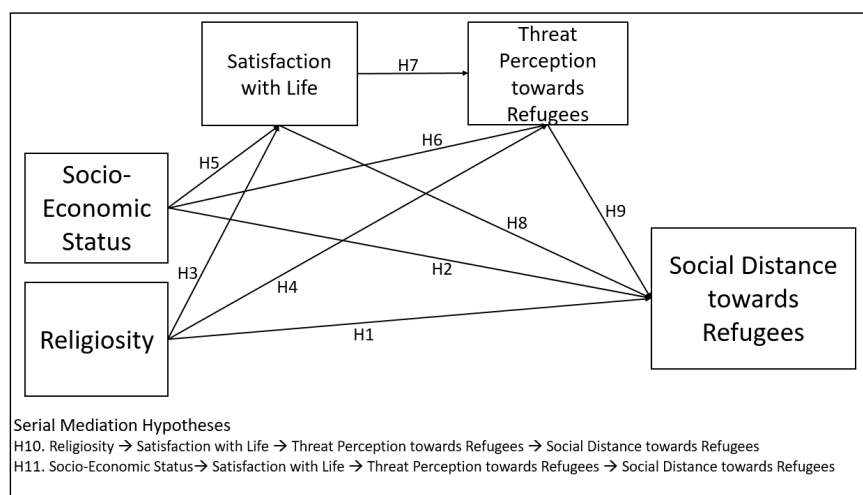 Satisfaction
with Life
H7
Threat
Perception
towards
Refugees
H5
H6
Socio-
Economic
Status
H3
H8
H9
H2
H4
Social Distance
towards
Refugees
Religiosity
H1
Serial Mediation Hypotheses
H10. Religiosity → Satisfaction with Life → Threat Perception towards Refugees → Social Distance towards Refugees
H11. Socio-Economic Status→ Satisfaction with Life → Threat Perception towards Refugees → Social Distance towards Refugees